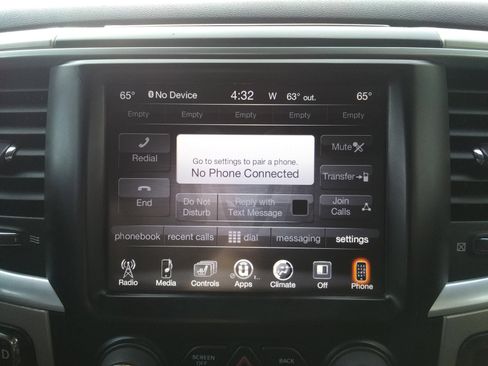 65° No Device 4:32 W 63° out. 65°
Empty Empty Empty Empty Empty
Redial
Mute
Go to settings to pair a phone.
No Phone Connected
Transfer
End
Do Not Disturb
Reply with Text Message
Join Calls
phonebook recent calls dial messaging settings
Radio Media Controls Apps Climate Off Phone
D
SCREEN OFF
BACK